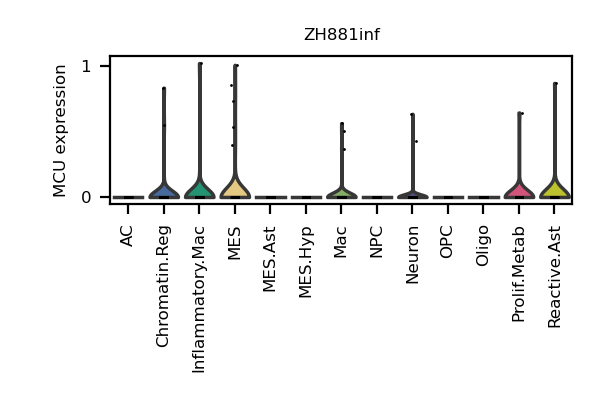 ZH881inf
MCU expression
1
0
AC
Chromatin.Reg
Inflammatory.Mac
MES
MES.Ast
MES.Hyp
Mac
NPC
Neuron
OPC
Oligo
Prolif.Metab
Reactive.Ast